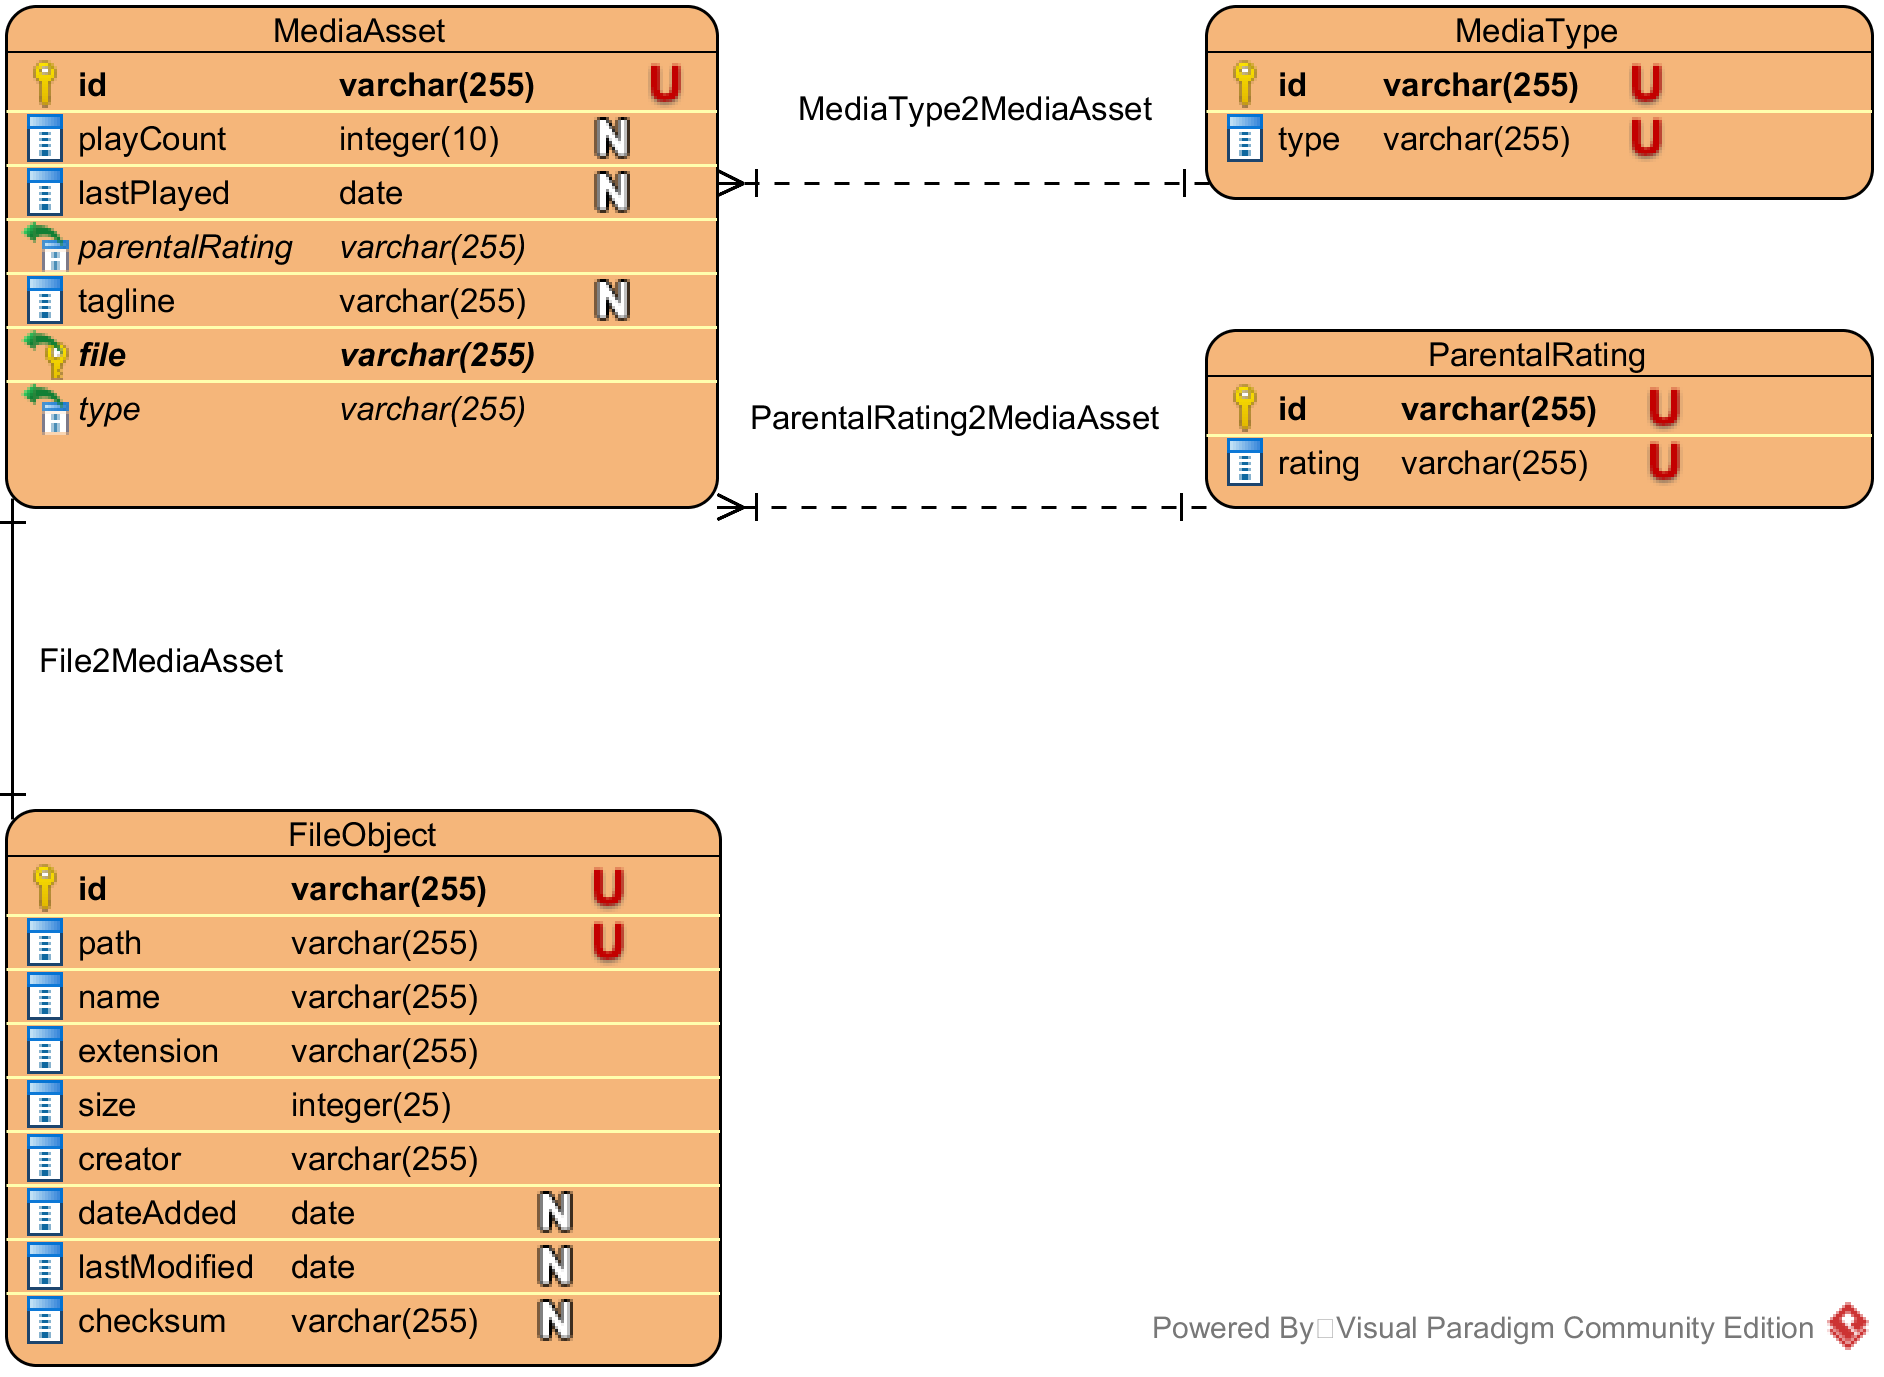 MediaAsset
id varchar(255) U
playCount integer(10) N
lastPlayed date N
parentalRating varchar(255)
tagline varchar(255) N
file varchar(255)
type varchar(255)
MediaType2MediaAsset
MediaType
id varchar(255) U
type varchar(255) U
ParentalRating2MediaAsset
ParentalRating
id varchar(255) U
rating varchar(255) U
File2MediaAsset
FileObject
id varchar(255) U
path varchar(255) U
name varchar(255)
extension varchar(255)
size integer(25)
creator varchar(255)
dateAdded date N
lastModified date N
checksum varchar(255) N
Powered By Visual Paradigm Community Edition